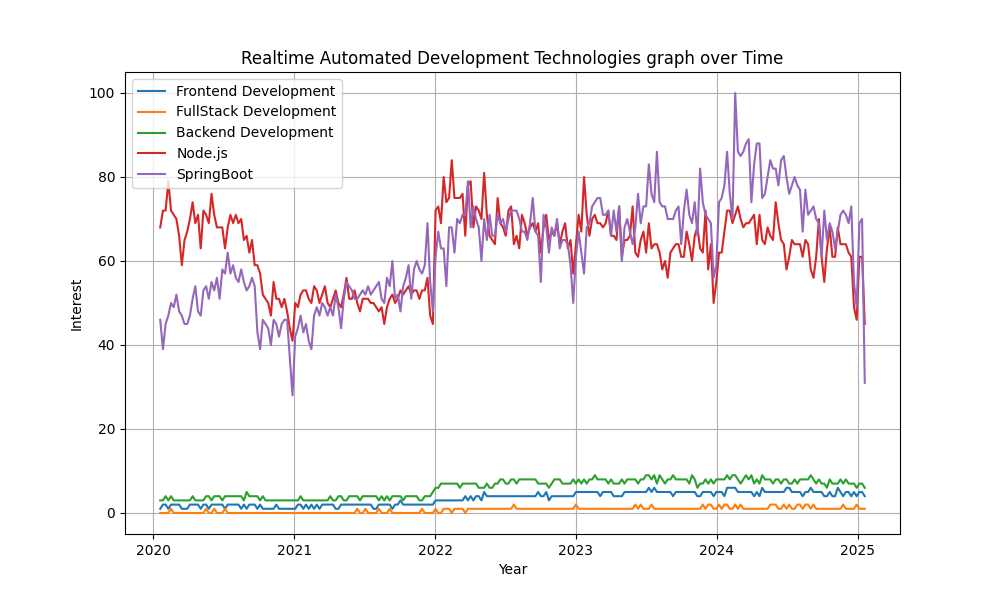 Realtime Automated Development Technologies graph over Time
Frontend Development
FullStack Development
Backend Development
Node.js
SpringBoot
100
80
60
40
20
0
Interest
2020
2021
2022
2023
2024
2025
Year